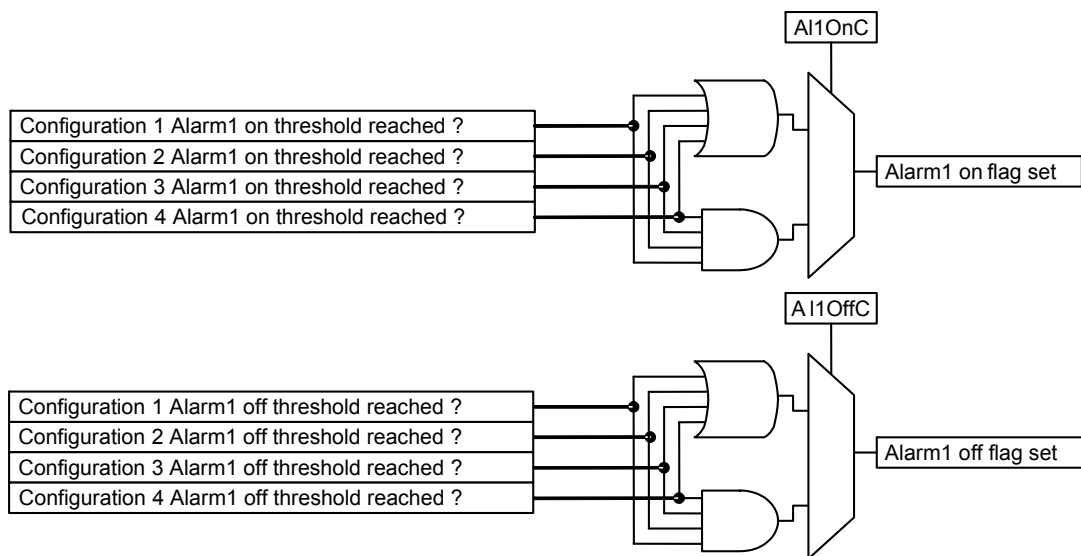 Al1OnC
Configuration 1 Alarm1 on threshold reached ?
Configuration 2 Alarm1 on threshold reached ?
Configuration 3 Alarm1 on threshold reached ?
Configuration 4 Alarm1 on threshold reached ?
Alarm1 on flag set
A l1OffC
Configuration 1 Alarm1 off threshold reached ?
Configuration 2 Alarm1 off threshold reached ?
Configuration 3 Alarm1 off threshold reached ?
Configuration 4 Alarm1 off threshold reached ?
Alarm1 off flag set